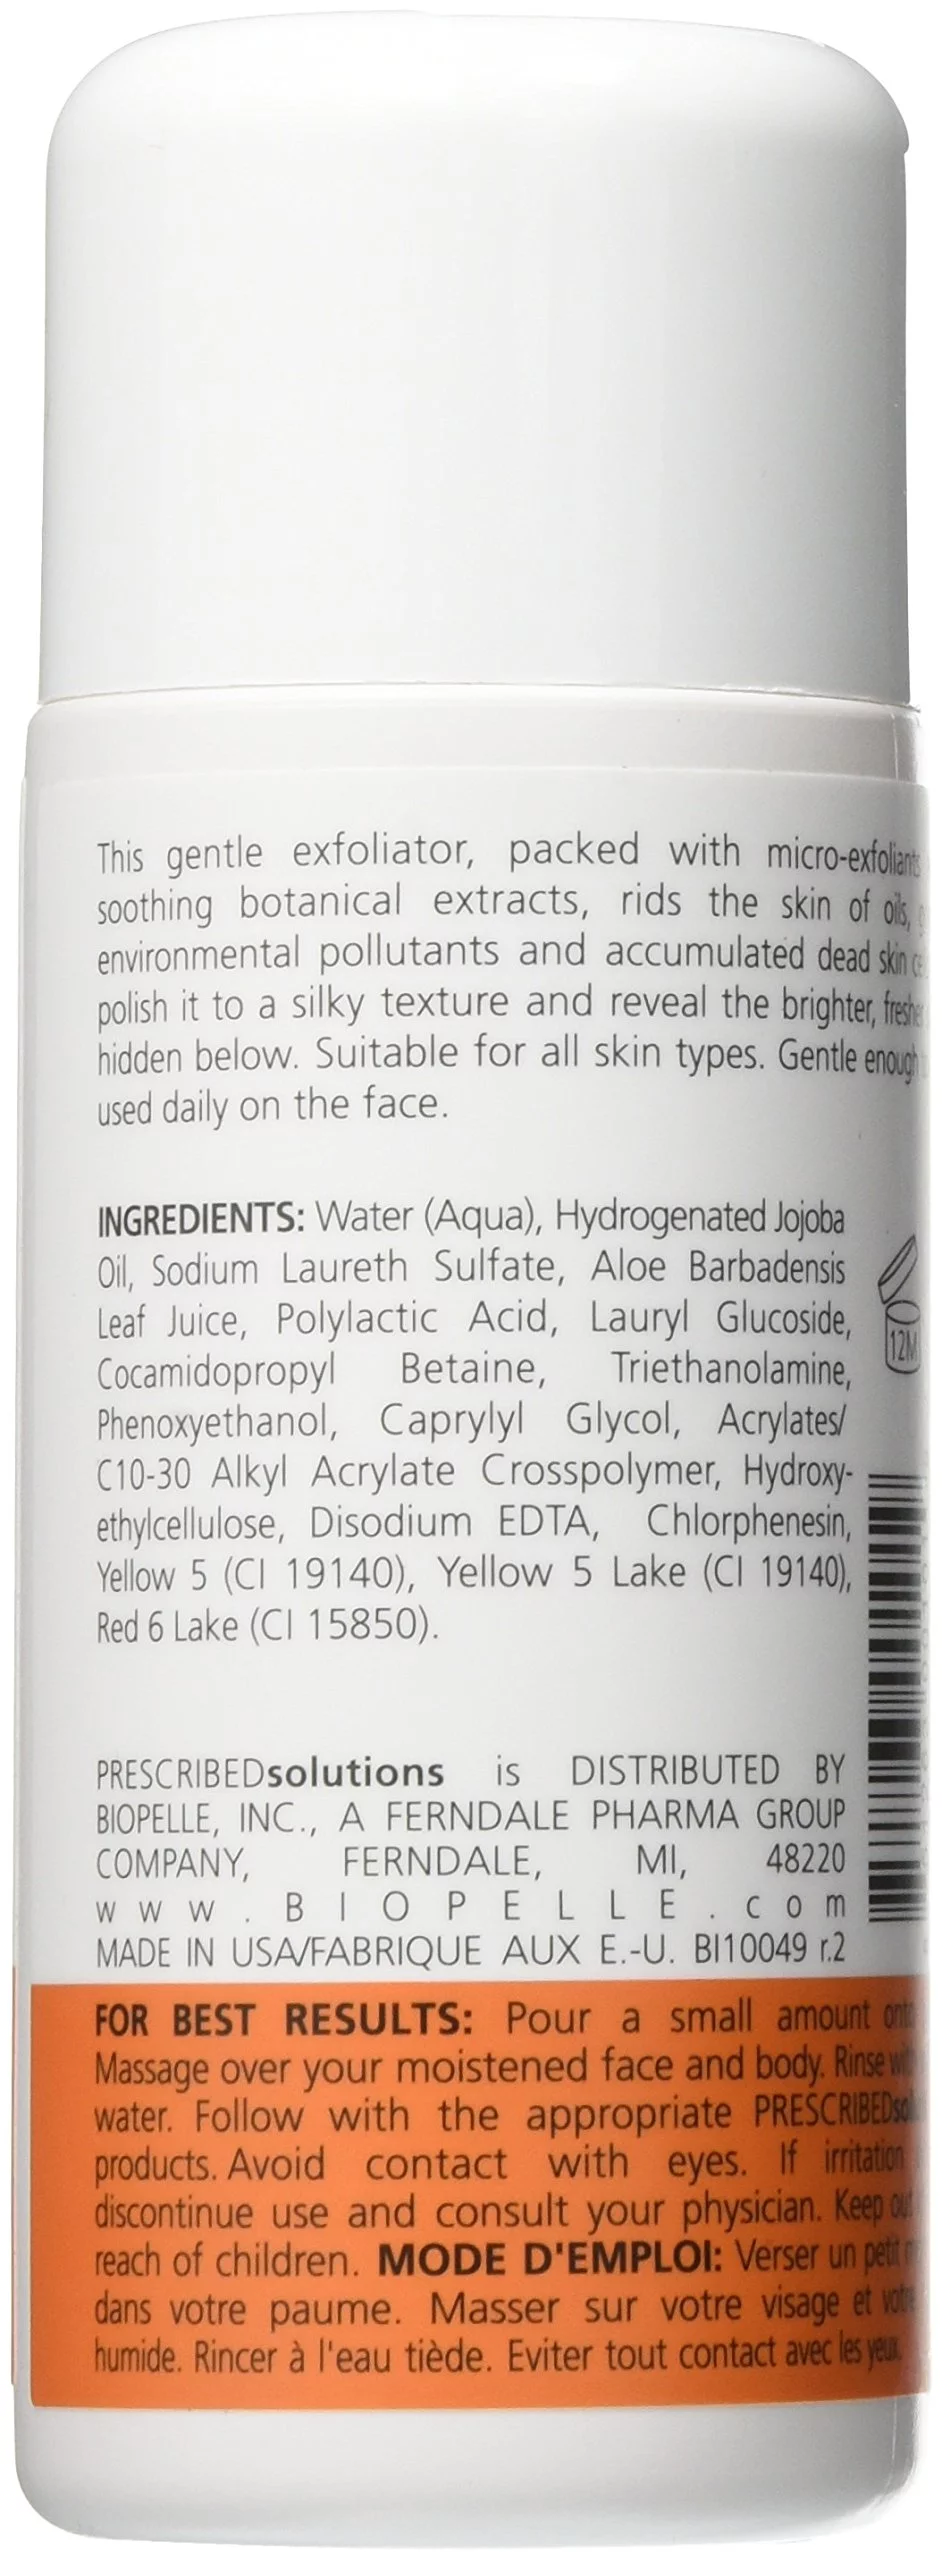 This gentle exfoliator, packed with micro-exfoliants
soothing botanical extracts, rids the skin of oils,
environmental pollutants and accumulated dead skin
polish it to a silky texture and reveal the brighter,
hidden below. Suitable for all skin types. Gentle enough
used daily on the face.
INGREDIENTS: Water (Aqua), Hydrogenated Jojoba
Oil, Sodium Laureth Sulfate, Aloe Barbadensis
Leaf Juice, Polylactic Acid, Lauryl Glucoside,
Cocamidopropyl Betaine, Triethanolamine,
Phenoxyethanol, Caprylyl Glycol, Acrylates/
C10-30 Alkyl Acrylate Crosspolymer, Hydroxy-
ethylcellulose, Disodium EDTA, Chlorphenesin,
Yellow 5 (CI 19140), Yellow 5 Lake (CI 19140),
Red 6 Lake (CI 15850).
12M
PRESCRIBEDsolutions is DISTRIBUTED BY
BIOPELLE, INC., A FERNDALE PHARMA GROUP
COMPANY, FERNDALE, MI, 48220
www.BIOPELLE.com
MADE IN USA/FABRIQUE AUX E.-U. BI10049 r.2
FOR BEST RESULTS: Pour a small amount
Massage over your moistened face and body. Rinse
water. Follow with the appropriate
products. Avoid contact with eyes. If irritation
discontinue use and consult your physician. Keep
reach of children. MODE D'EMPLOI: Verser un petit
dans votre paume. Masser sur votre visage et
humide. Rincer à l'eau tiède. Eviter tout contact avec les yeux.